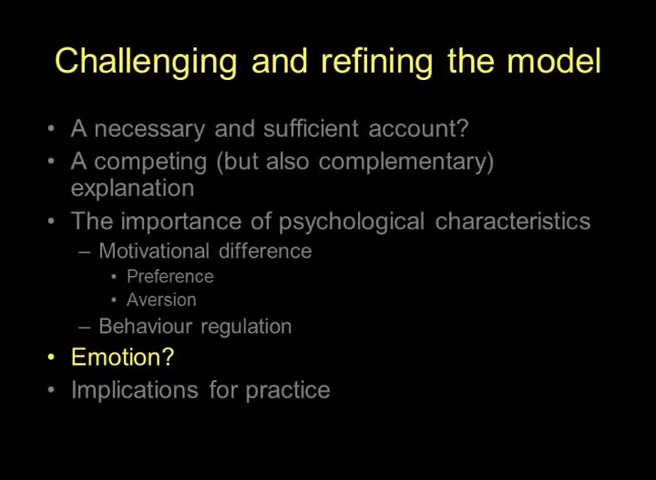 Challenging and refining the model
• A necessary and sufficient account?
• A competing (but also complementary)
explanation
• The importance of psychological characteristics
– Motivational difference
• Preference
• Aversion
– Behaviour regulation
• Emotion?
• Implications for practice